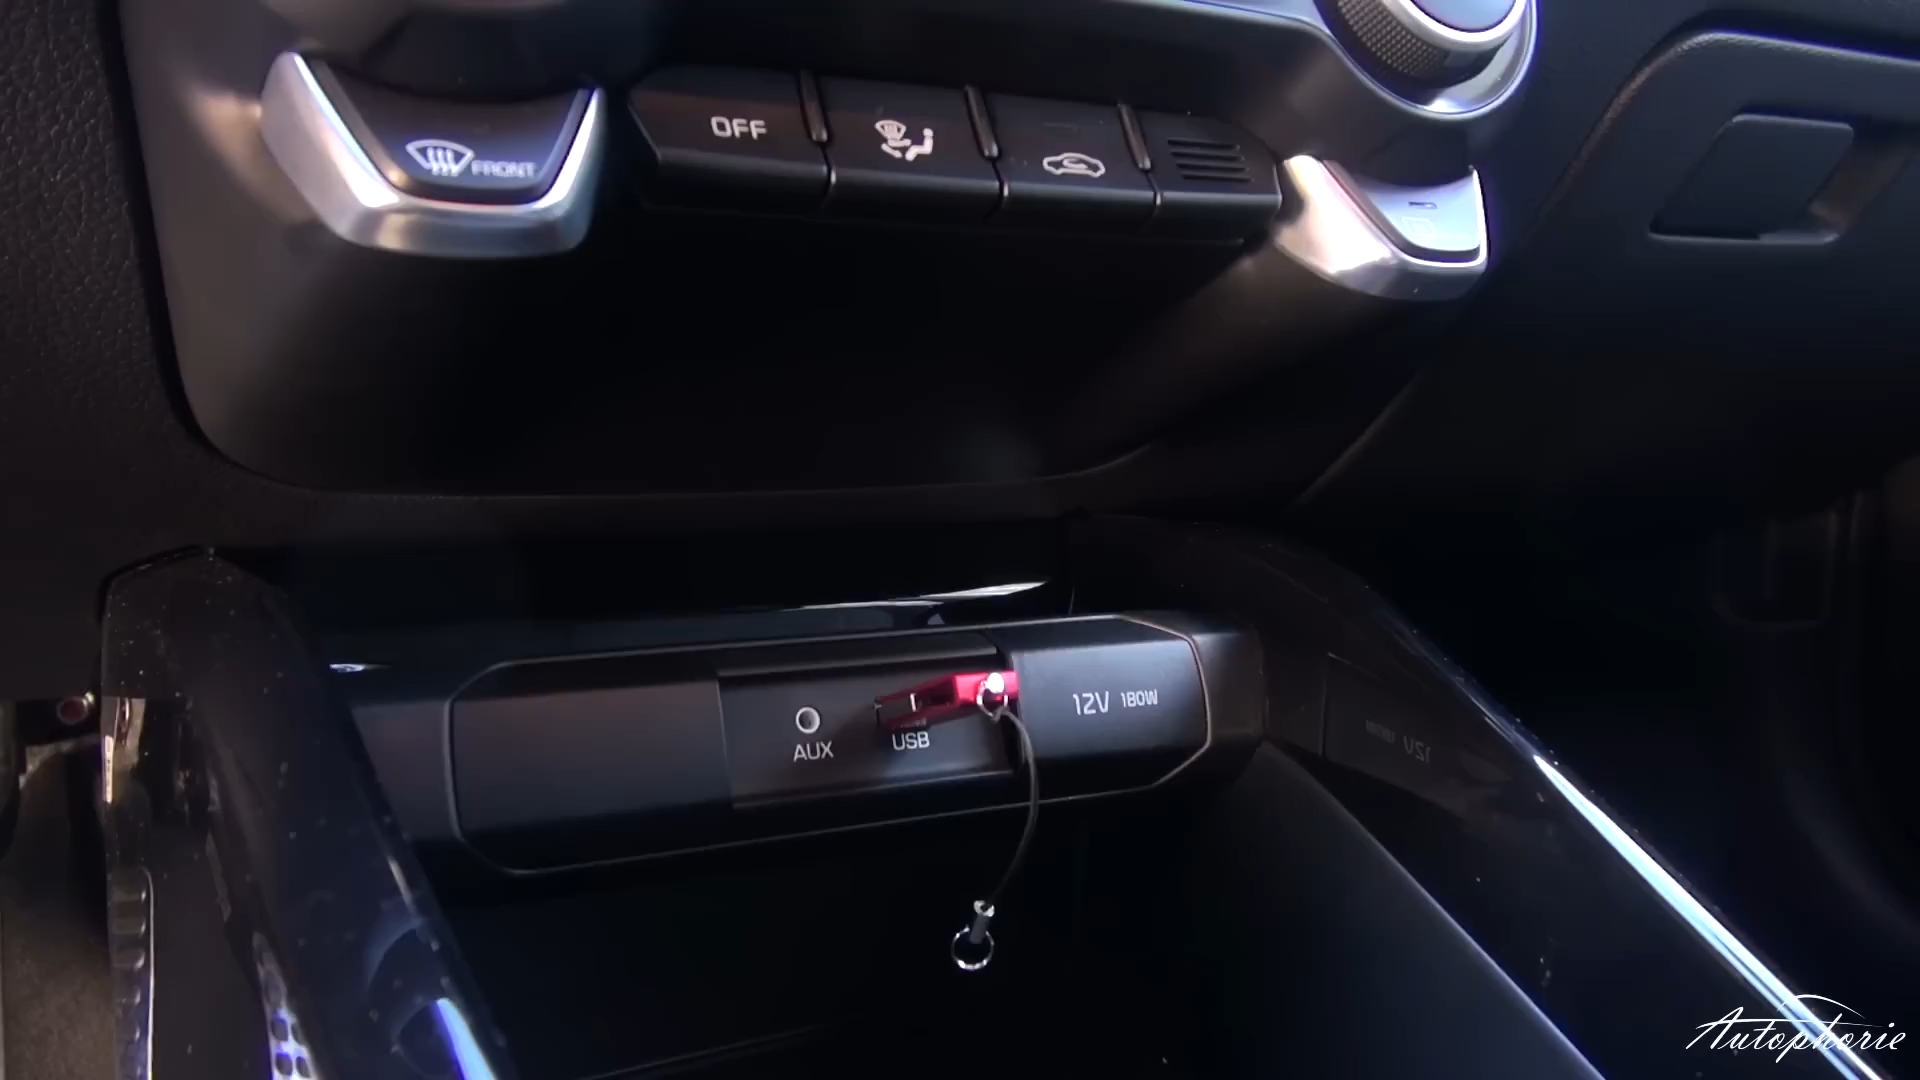 FRONT
OFF
AUX
USB
12V 180W
Autophorie